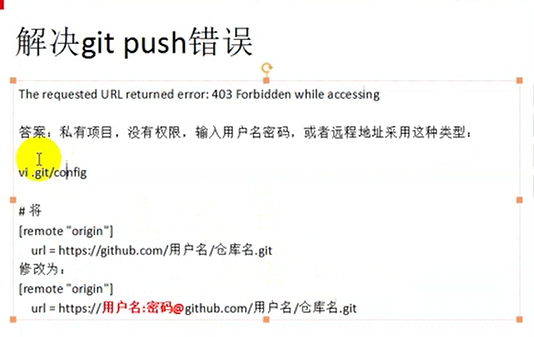 解决git push错误
The requested URL returned error: 403 Forbidden while accessing
答案：私有项目，没有权限，输入用户名密码，或者远程地址采用这种类型：
vi .git/config
# 将
[remote "origin"]
url = https://github.com/用户名/仓库名.git
修改为：
[remote "origin"]
url = https://用户名:密码@github.com/用户名/仓库名.git